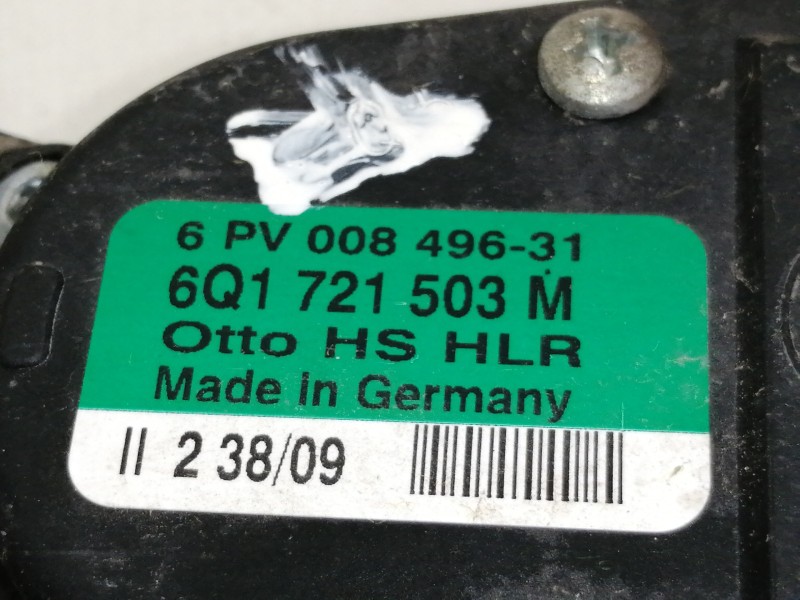 6 PV 008 496-31
6Q1 721 503 M
Otto HS HLR
Made in Germany
II 2 38/09